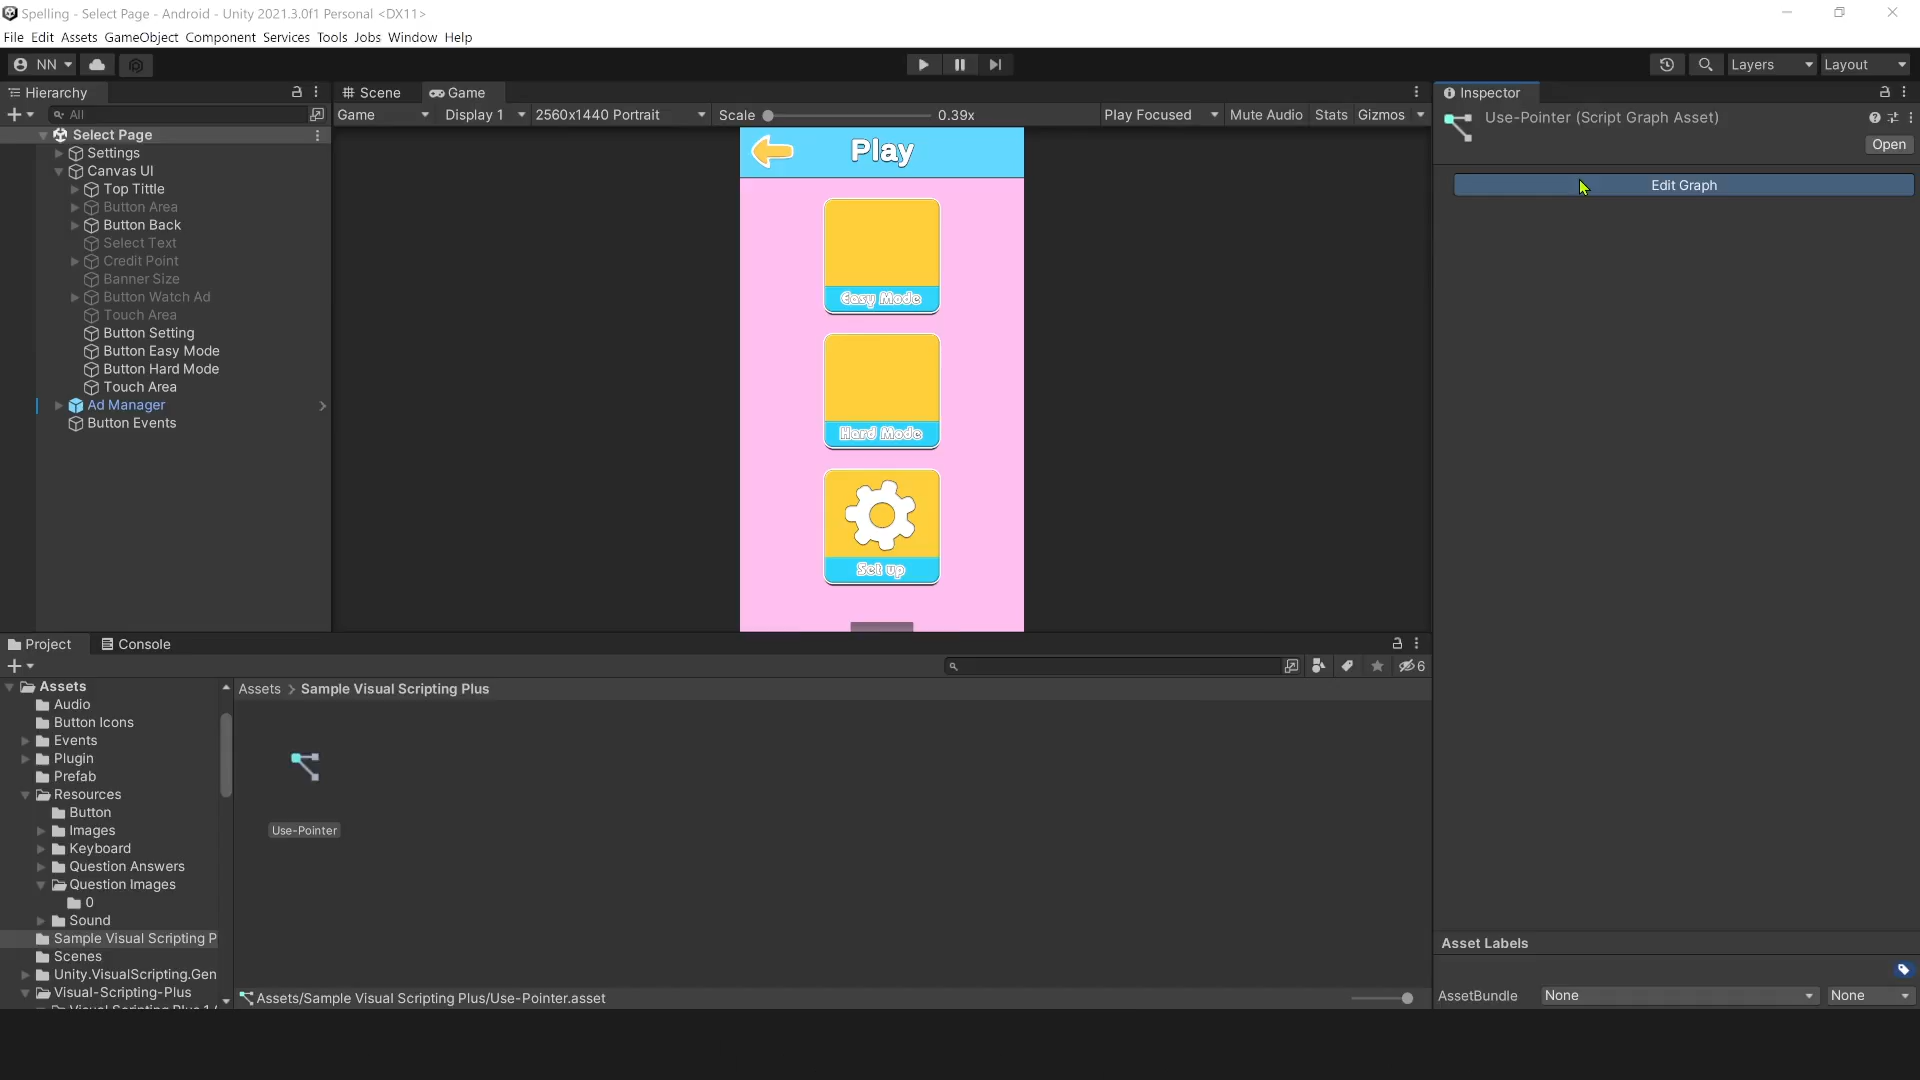 Spelling - Select Page - Android - Unity 2021.3.0f1 Personal <DX11>
File Edit Assets GameObject Component Services Tools Jobs Window Help
NN
Layers
Layout
Hierarchy
All
Select Page
Settings
Canvas UI
Top Tittle
Button Area
Button Back
Select Text
Credit Point
Banner Size
Button Watch Ad
Touch Area
Button Setting
Button Easy Mode
Button Hard Mode
Touch Area
Ad Manager
Button Events
Scene
Game
Game
Display 1
2560x1440 Portrait
Scale
0.39x
Play Focused
Mute Audio
Stats
Gizmos
Play
Easy Mode
Hard Mode
Set up
Inspector
Use-Pointer (Script Graph Asset)
Open
Edit Graph
Project
Console
6
Assets
Audio
Button Icons
Events
Plugin
Prefab
Resources
Button
Images
Keyboard
Question Answers
Question Images
0
Sound
Sample Visual Scripting P
Scenes
Unity.VisualScripting.Gen
Visual-Scripting-Plus
Assets > Sample Visual Scripting Plus
Use-Pointer
Assets/Sample Visual Scripting Plus/Use-Pointer.asset
Asset Labels
AssetBundle
None
None